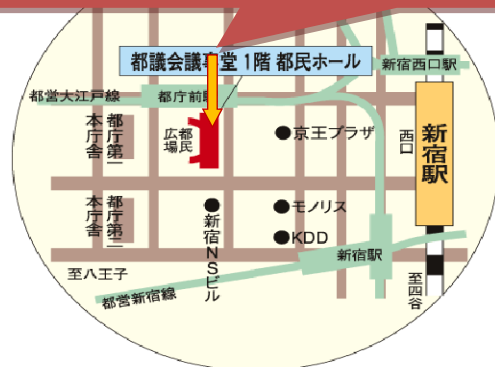 都議会議事堂 1階 都民ホール
新宿西口駅
都営大江戸線
都庁前駅
都庁第一
本庁舎
都民
広場
京王プラザ
西口
新宿駅
都庁第二
本庁舎
モノリス
新宿NSビル
KDD
新宿駅
至八王子
都営新宿線
至四谷